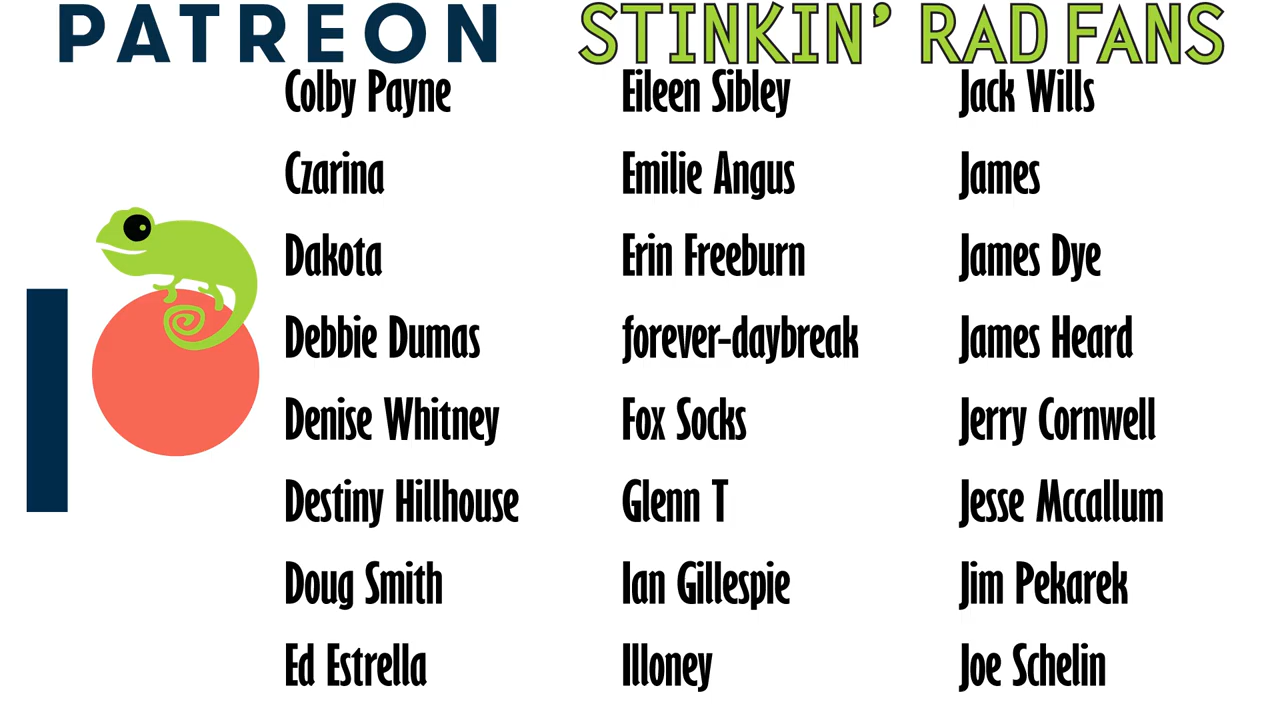 PATREON STINKIN' RAD FANS
Colby Payne
Czarina
Dakota
Debbie Dumas
Denise Whitney
Destiny Hillhouse
Doug Smith
Ed Estrella
Eileen Sibley
Emilie Angus
Erin Freeburn
forever-daybreak
Fox Socks
Glenn T
Ian Gillespie
Illoney
Jack Wills
James
James Dye
James Heard
Jerry Cornwell
Jesse Mccallum
Jim Pekarek
Joe Schelin